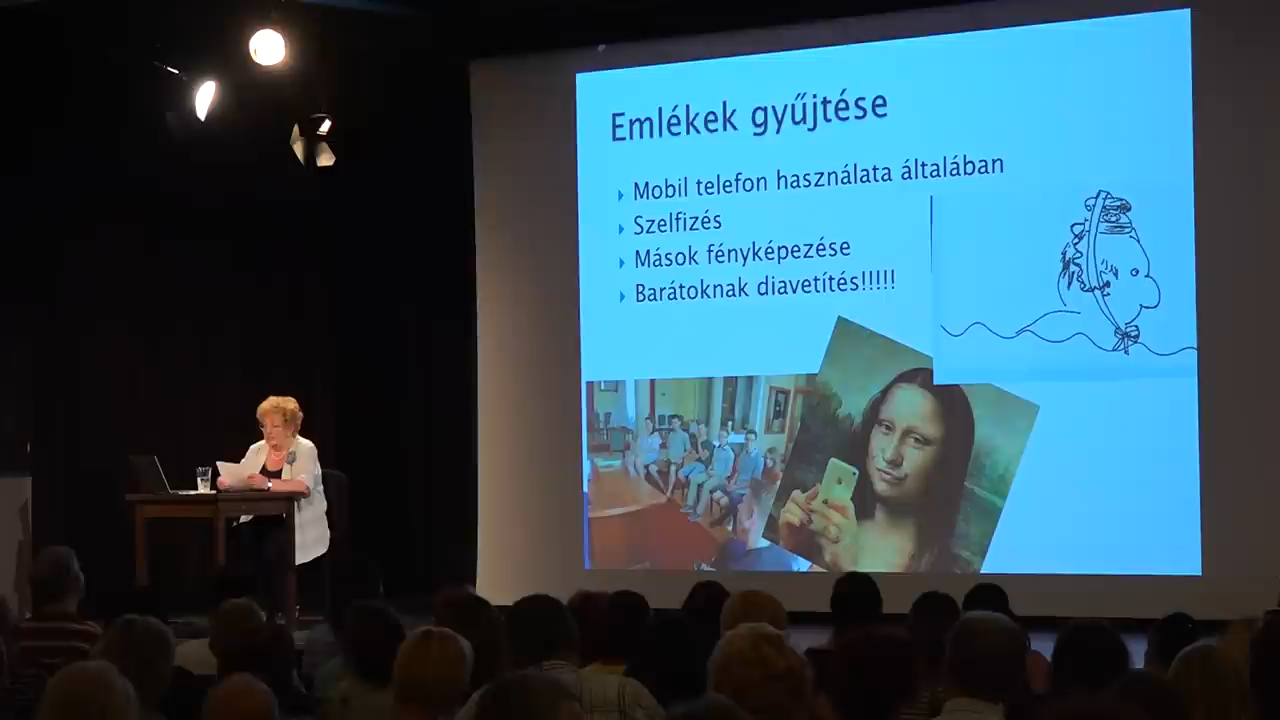 Emlékek gyűjtése
Mobil telefon használata általában
Szelfizés
Mások fényképezése
Barátoknak diavetítés!!!!!